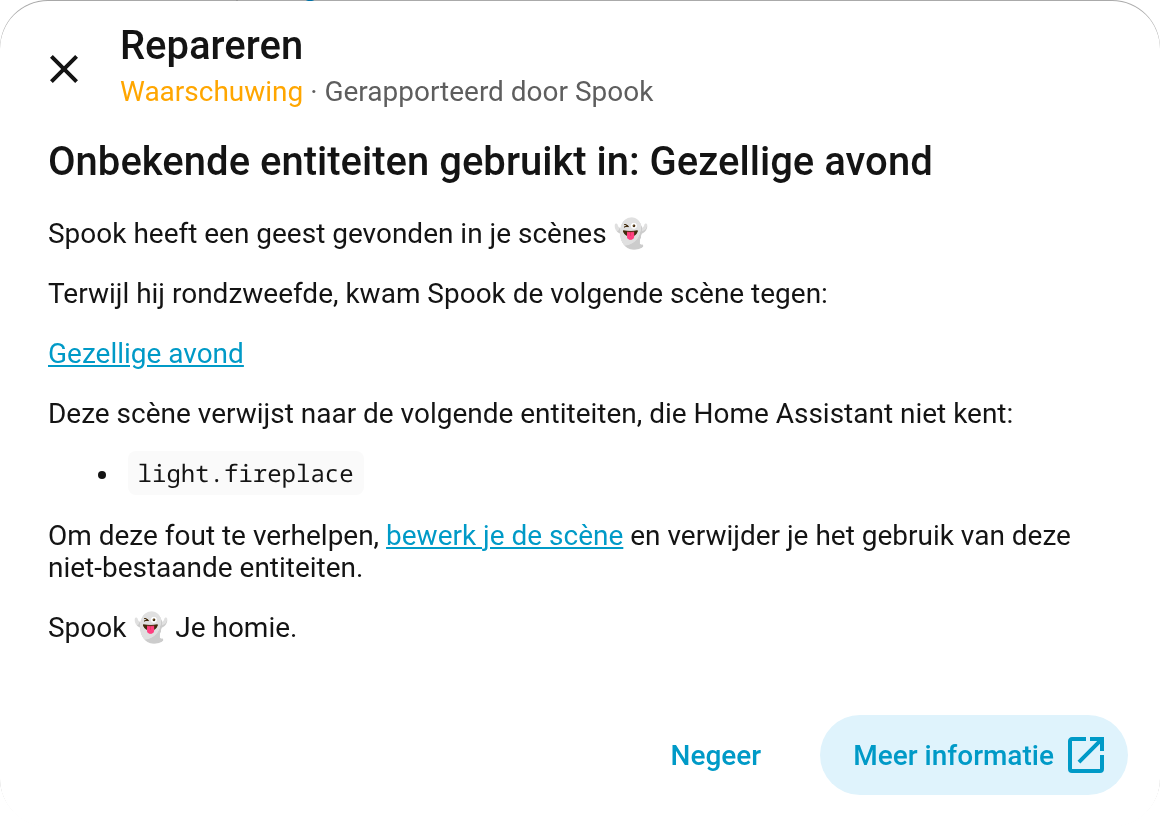 Repareren
Waarschuwing · Gerapporteerd door Spook
Onbekende entiteiten gebruikt in: Gezellige avond
Spook heeft een geest gevonden in je scènes 👻
Terwijl hij rondzweefde, kwam Spook de volgende scène tegen:
Gezellige avond
Deze scène verwijst naar de volgende entiteiten, die Home Assistant niet kent:
• light.fireplace
Om deze fout te verhelpen, bewerk je de scène en verwijder je het gebruik van deze
niet-bestaande entiteiten.
Spook 👻 Je homie.
Negeer
Meer informatie